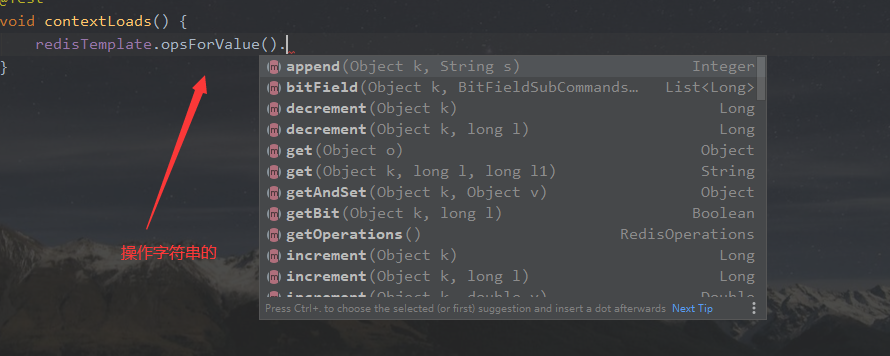 @Test
void contextLoads() {
redisTemplate.opsForValue().
}
append(Object k, String s) Integer
bitField(Object k, BitFieldSubCommands… List<Long>
decrement(Object k) Long
decrement(Object k, long l) Long
get(Object o) Object
get(Object k, long l, long l1) String
getAndSet(Object k, Object v) Object
getBit(Object k, long l) Boolean
getOperations() RedisOperations
increment(Object k) Long
increment(Object k, long l) Long
increment(Object k, double v) Double
Press Ctrl+. to choose the selected (or first) suggestion and insert a dot afterwards Next Tip
操作字符串的